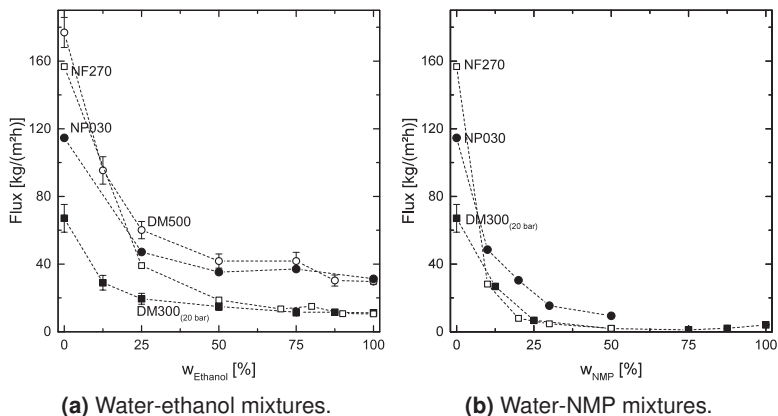 160
120
80
40
0
Flux [kg/(m²h)]
NF270
NP030
DM500
DM300(20 bar)
0 25 50 75 100
wEthanol [%]
(a) Water-ethanol mixtures.
160
120
80
40
0
Flux [kg/(m²h)]
NF270
NP030
DM300(20 bar)
0 25 50 75 100
wNMP [%]
(b) Water-NMP mixtures.